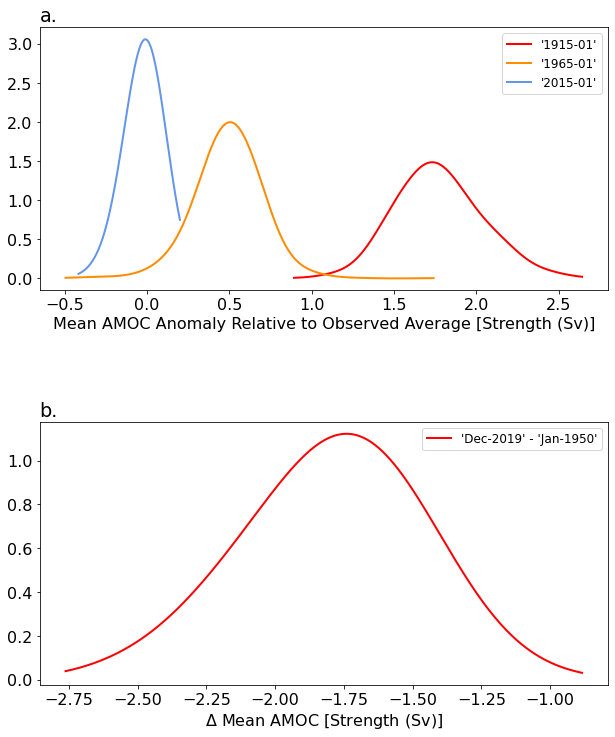 a.
3.0
2.5
2.0
1.5
1.0
0.5
0.0
'1915-01'
'1965-01'
'2015-01'
−0.5 0.0 0.5 1.0 1.5 2.0 2.5
Mean AMOC Anomaly Relative to Observed Average [Strength (Sv)]
b.
1.0
0.8
0.6
0.4
0.2
0.0
'Dec-2019' - 'Jan-1950'
−2.75 −2.50 −2.25 −2.00 −1.75 −1.50 −1.25 −1.00
Δ Mean AMOC [Strength (Sv)]